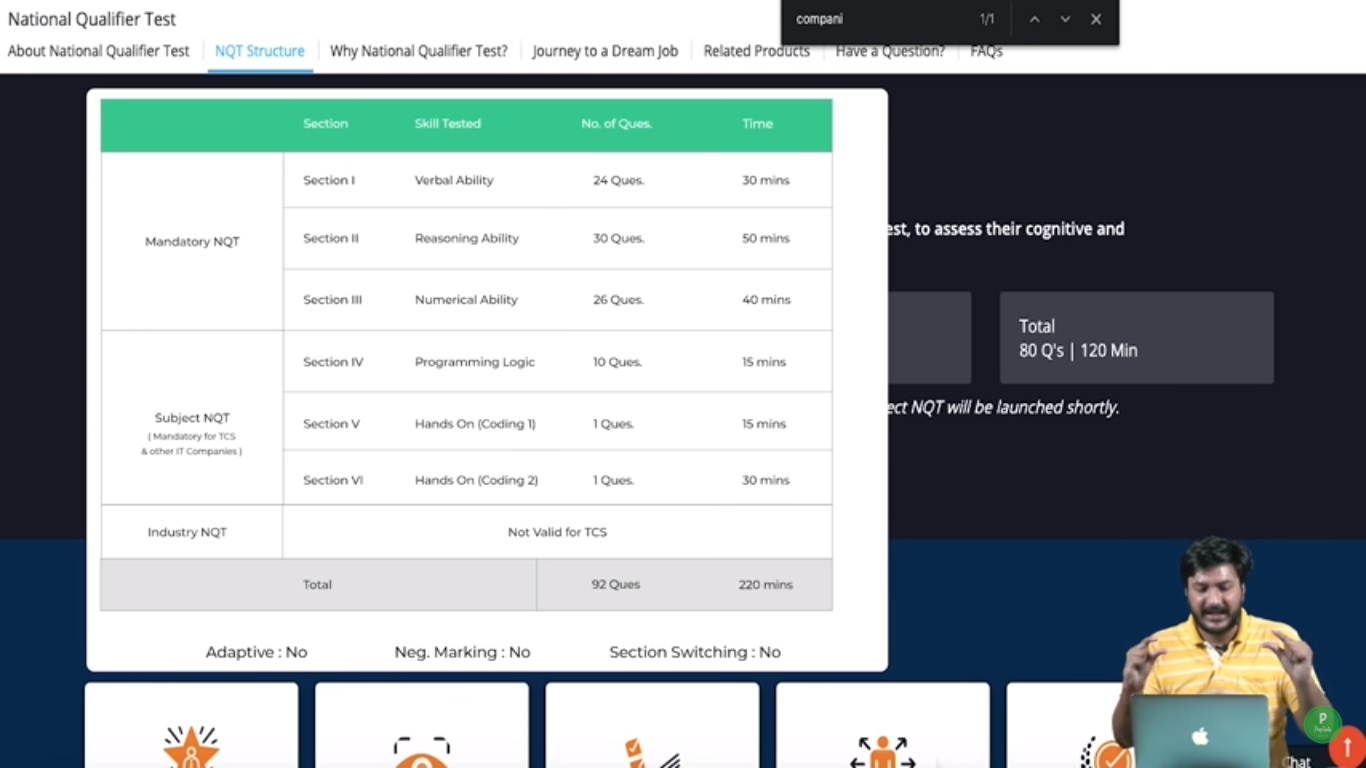 National Qualifier Test
compani 1/1
About National Qualifier Test NQT Structure Why National Qualifier Test? Journey to a Dream Job Related Products Have a Question? FAQs
Section Skill Tested No. of Ques. Time
Mandatory NQT
Section I Verbal Ability 24 Ques. 30 mins
Section II Reasoning Ability 30 Ques. 50 mins
Section III Numerical Ability 26 Ques. 40 mins
Subject NQT
( Mandatory for TCS
& other IT Companies )
Section IV Programming Logic 10 Ques. 15 mins
Section V Hands On (Coding 1) 1 Ques. 15 mins
Section VI Hands On (Coding 2) 1 Ques. 30 mins
Industry NQT Not Valid for TCS
Total 92 Ques 220 mins
Adaptive : No Neg. Marking : No Section Switching : No
est, to assess their cognitive and
Total
80 Q's | 120 Min
ect NQT will be launched shortly.
P
Chat